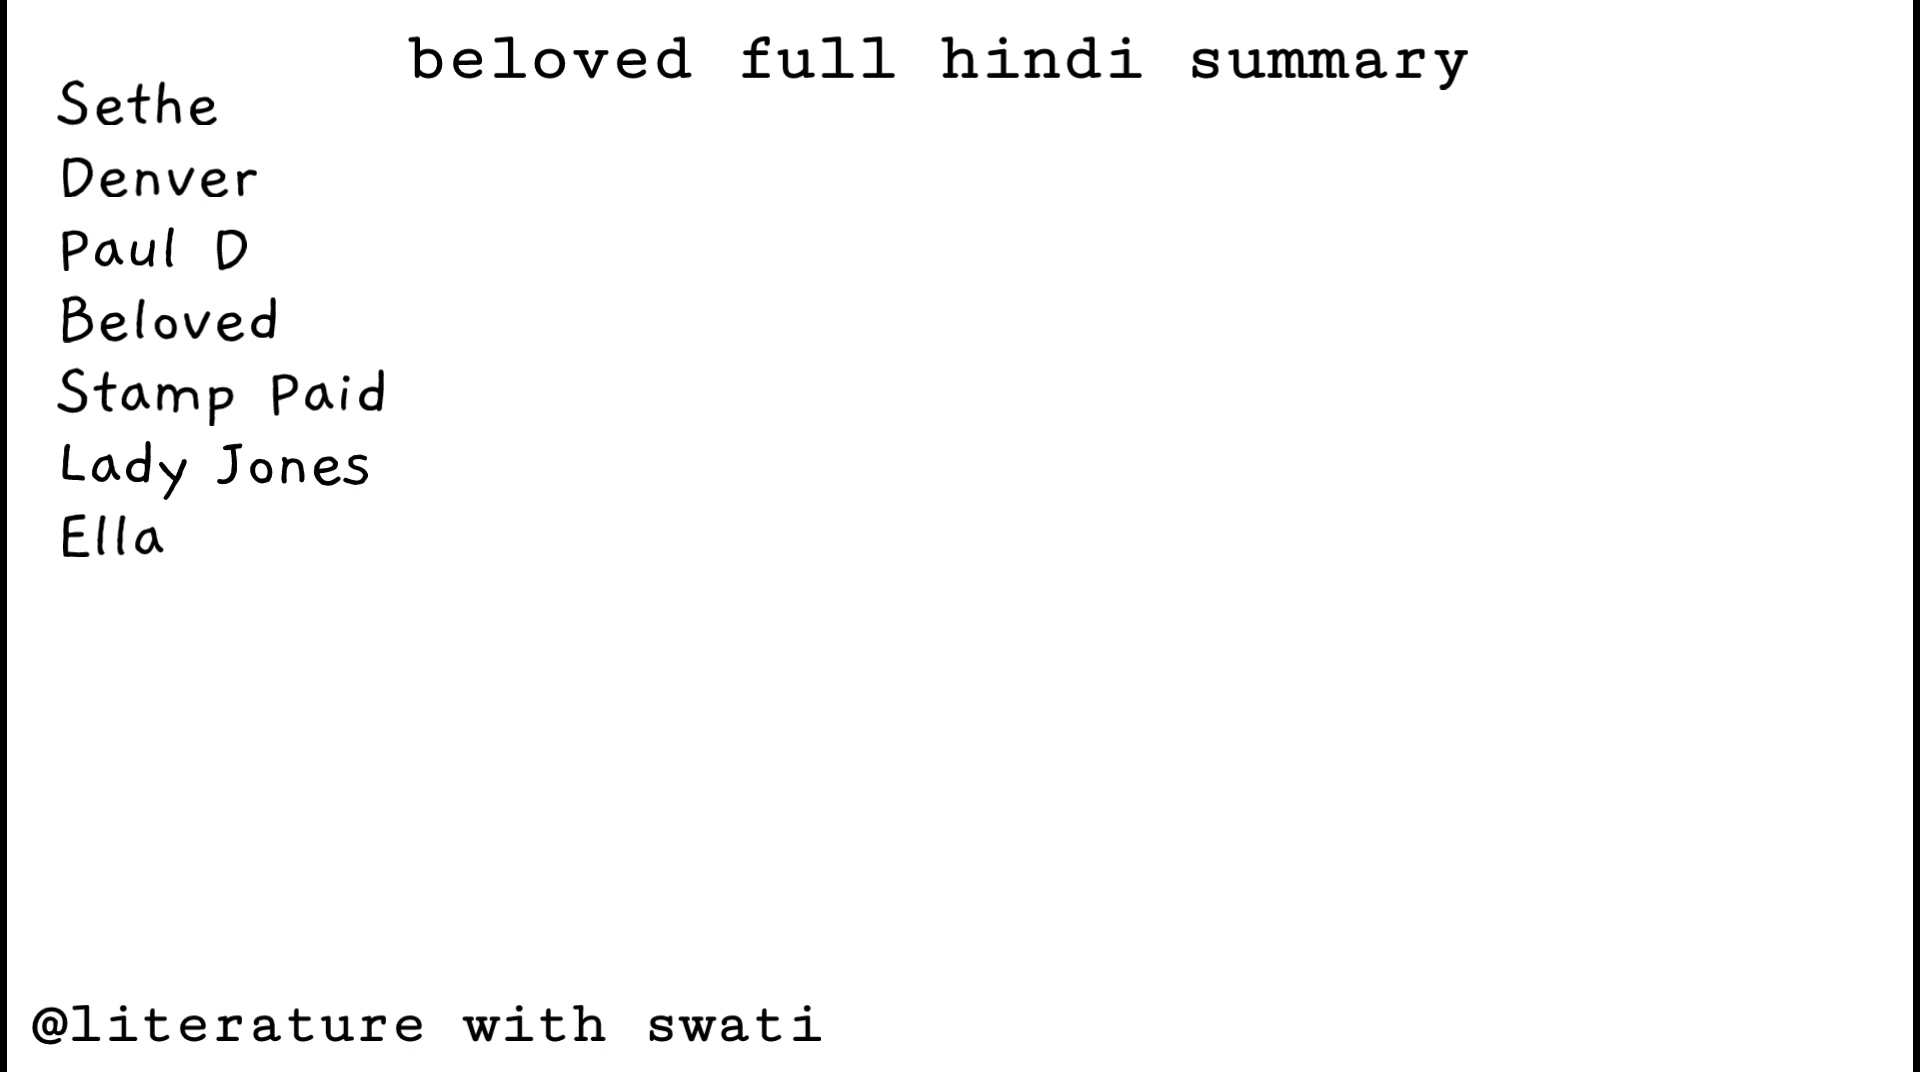 beloved full hindi summary
Sethe
Denver
Paul D
Beloved
Stamp Paid
Lady Jones
Ella
@literature with swati